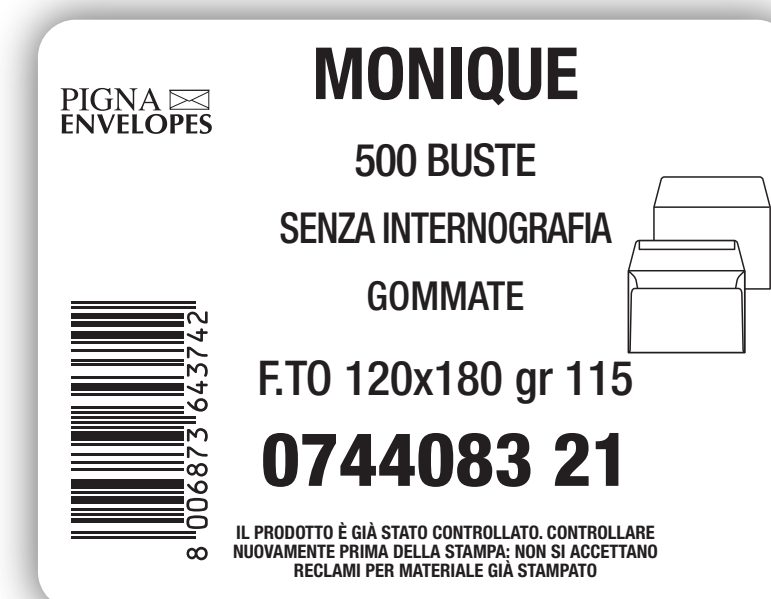 PIGNA
ENVELOPES
MONIQUE
500 BUSTE
SENZA INTERNOGRAFIA
GOMMATE
F.TO 120x180 gr 115
0744083 21
8 006873 643742
IL PRODOTTO È GIÀ STATO CONTROLLATO. CONTROLLARE
NUOVAMENTE PRIMA DELLA STAMPA: NON SI ACCETTANO
RECLAMI PER MATERIALE GIÀ STAMPATO